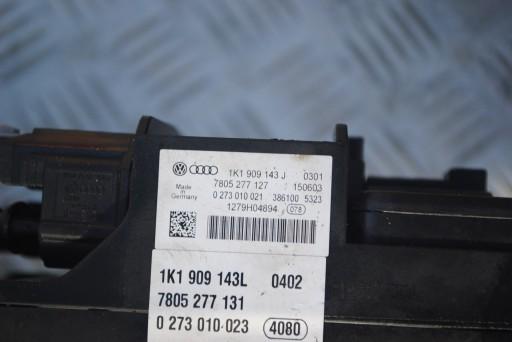 1K1 909 143 J 0301
7805 277 127 150603
Made in Germany
0 273 010 021 386100 5323
1279H04894 078
1K1 909 143L 0402
7805 277 131
0 273 010 023 4080